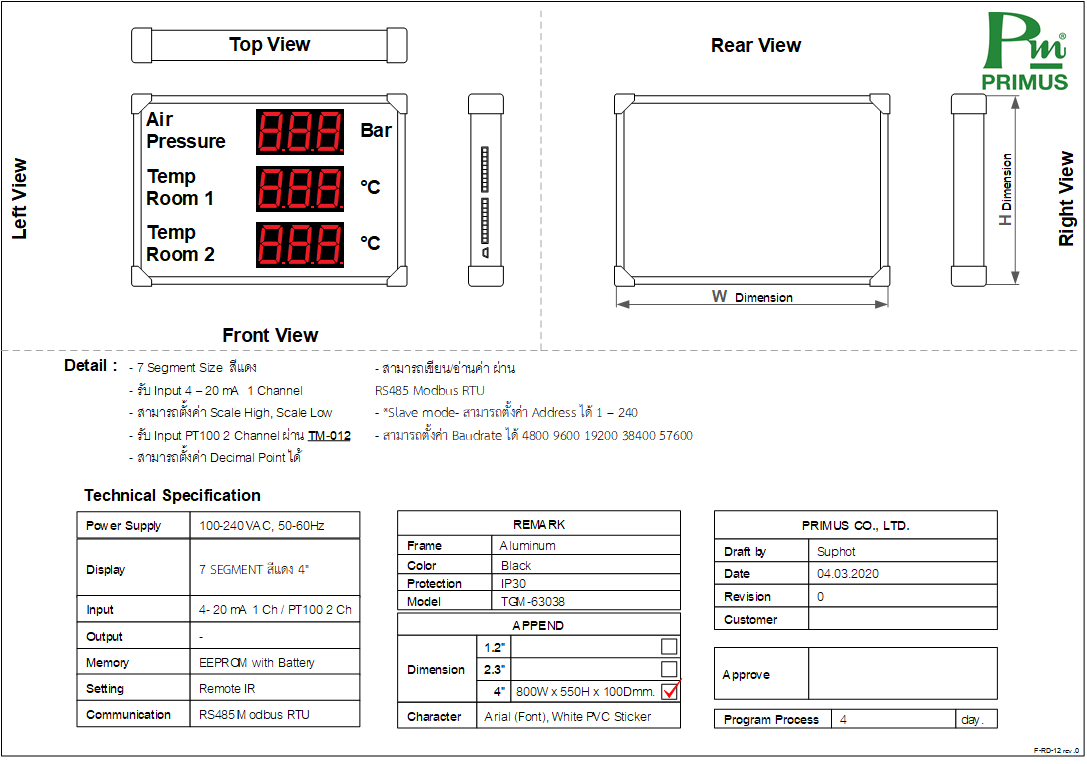 Top View
Rear View
Pm®
PRIMUS
Left View
Air
Pressure
888
Bar
Temp
Room 1
888
°C
Temp
Room 2
888
°C
H Dimension
Right View
W Dimension
Front View
Detail :
- 7 Segment Size สีแดง
- รับ Input 4 – 20 mA 1 Channel
- สามารถตั้งค่า Scale High, Scale Low
- รับ Input PT100 2 Channel ผ่าน TM-012
- สามารถตั้งค่า Decimal Point ได้
- สามารถเขียน/อ่านค่า ผ่าน
RS485 Modbus RTU
- *Slave mode- สามารถตั้งค่า Address ได้ 1 – 240
- สามารถตั้งค่า Baudrate ได้ 4800 9600 19200 38400 57600
Technical Specification
Power Supply 100-240 VAC, 50-60Hz
Display 7 SEGMENT สีแดง 4"
Input 4- 20 mA 1 Ch / PT100 2 Ch
Output -
Memory EEPROM with Battery
Setting Remote IR
Communication RS485 Modbus RTU
REMARK
Frame Aluminum
Color Black
Protection IP30
Model TGM-63038
APPEND
Dimension
1.2"
2.3"
4" 800W x 550H x 100Dmm.
Character Arial (Font), White PVC Sticker
PRIMUS CO., LTD.
Draft by Suphot
Date 04.03.2020
Revision 0
Customer
Approve
Program Process 4 day.
F-RD-12 rev .0